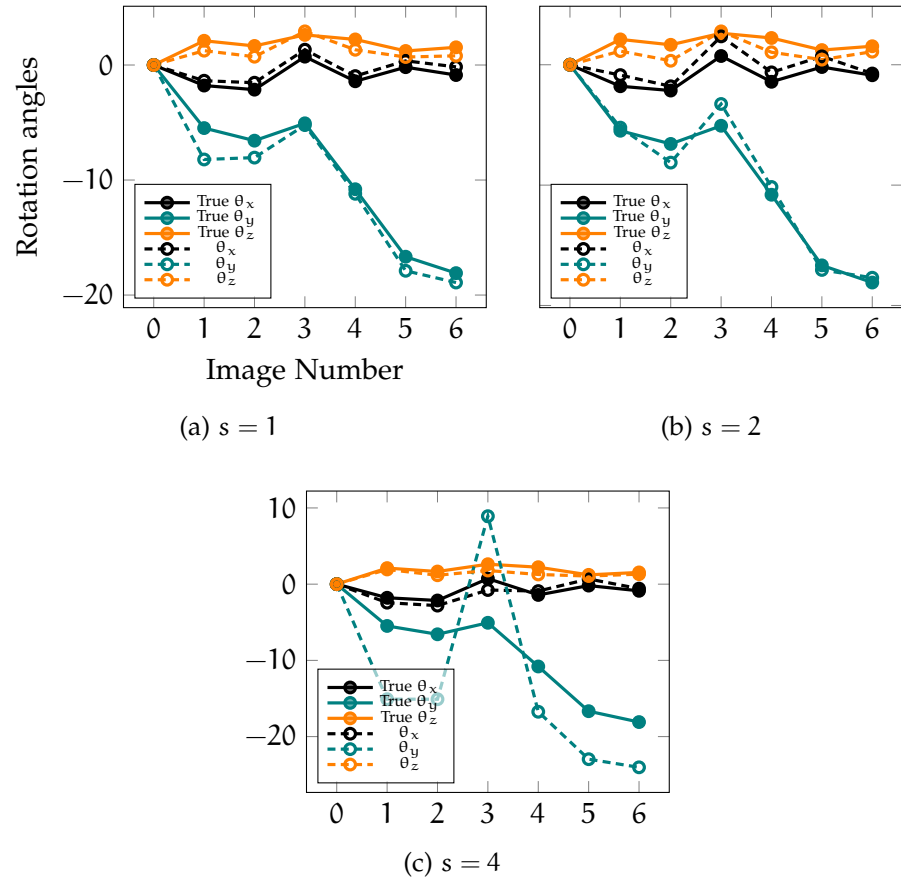 Rotation angles
0
−10
−20
True θx
True θy
True θz
θx
θy
θz
0 1 2 3 4 5 6
Image Number
(a) s = 1
True θx
True θy
True θz
θx
θy
θz
0 1 2 3 4 5 6
(b) s = 2
10
0
−10
−20
True θx
True θy
True θz
θx
θy
θz
0 1 2 3 4 5 6
(c) s = 4